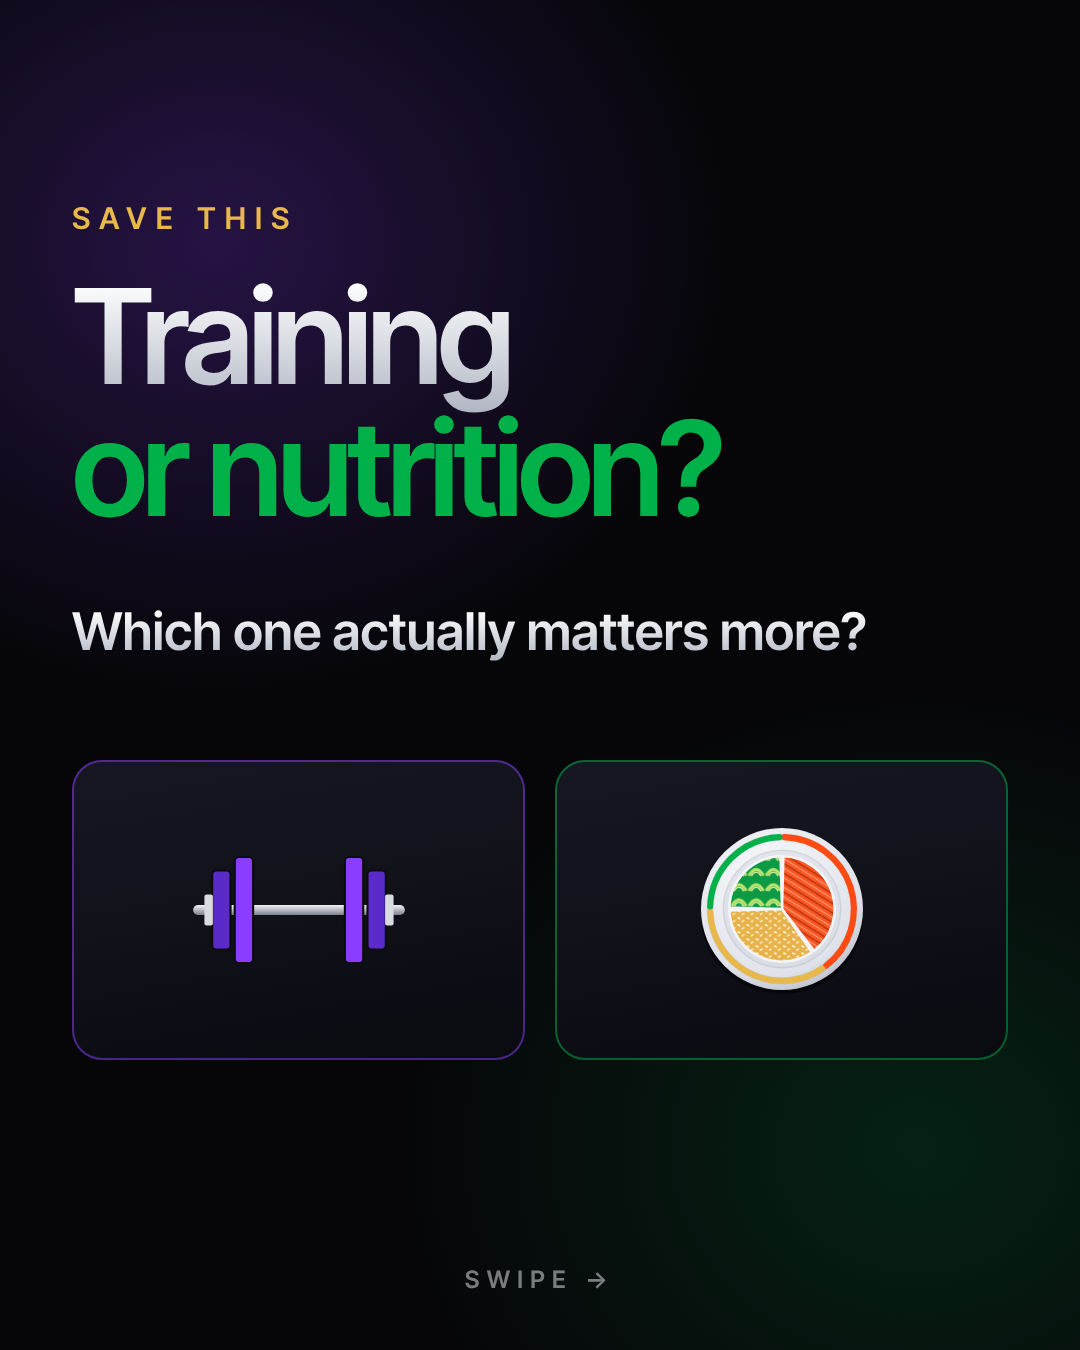 SAVE THIS
Training
or nutrition?
Which one actually matters more?
SWIPE →